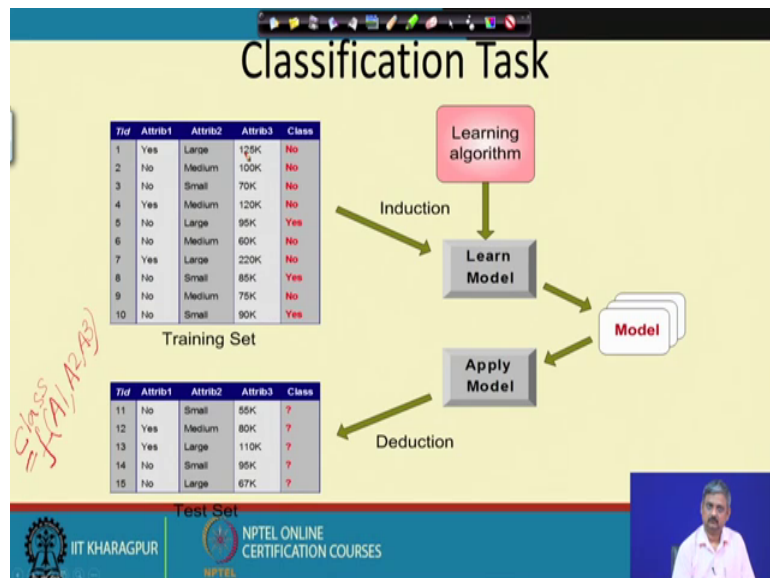 Classification Task
Tid Attrib1 Attrib2 Attrib3 Class
1 Yes Large 125K No
2 No Medium 100K No
3 No Small 70K No
4 Yes Medium 120K No
5 No Large 95K Yes
6 No Medium 60K No
7 Yes Large 220K No
8 No Small 85K Yes
9 No Medium 75K No
10 No Small 90K Yes
Training Set
Learning
algorithm
Induction
Learn
Model
Model
Apply
Model
Deduction
Class
= f(A1, A2, A3)
Tid Attrib1 Attrib2 Attrib3 Class
11 No Small 55K ?
12 Yes Medium 80K ?
13 Yes Large 110K ?
14 No Small 95K ?
15 No Large 67K ?
Test Set
IIT KHARAGPUR
NPTEL
NPTEL ONLINE
CERTIFICATION COURSES